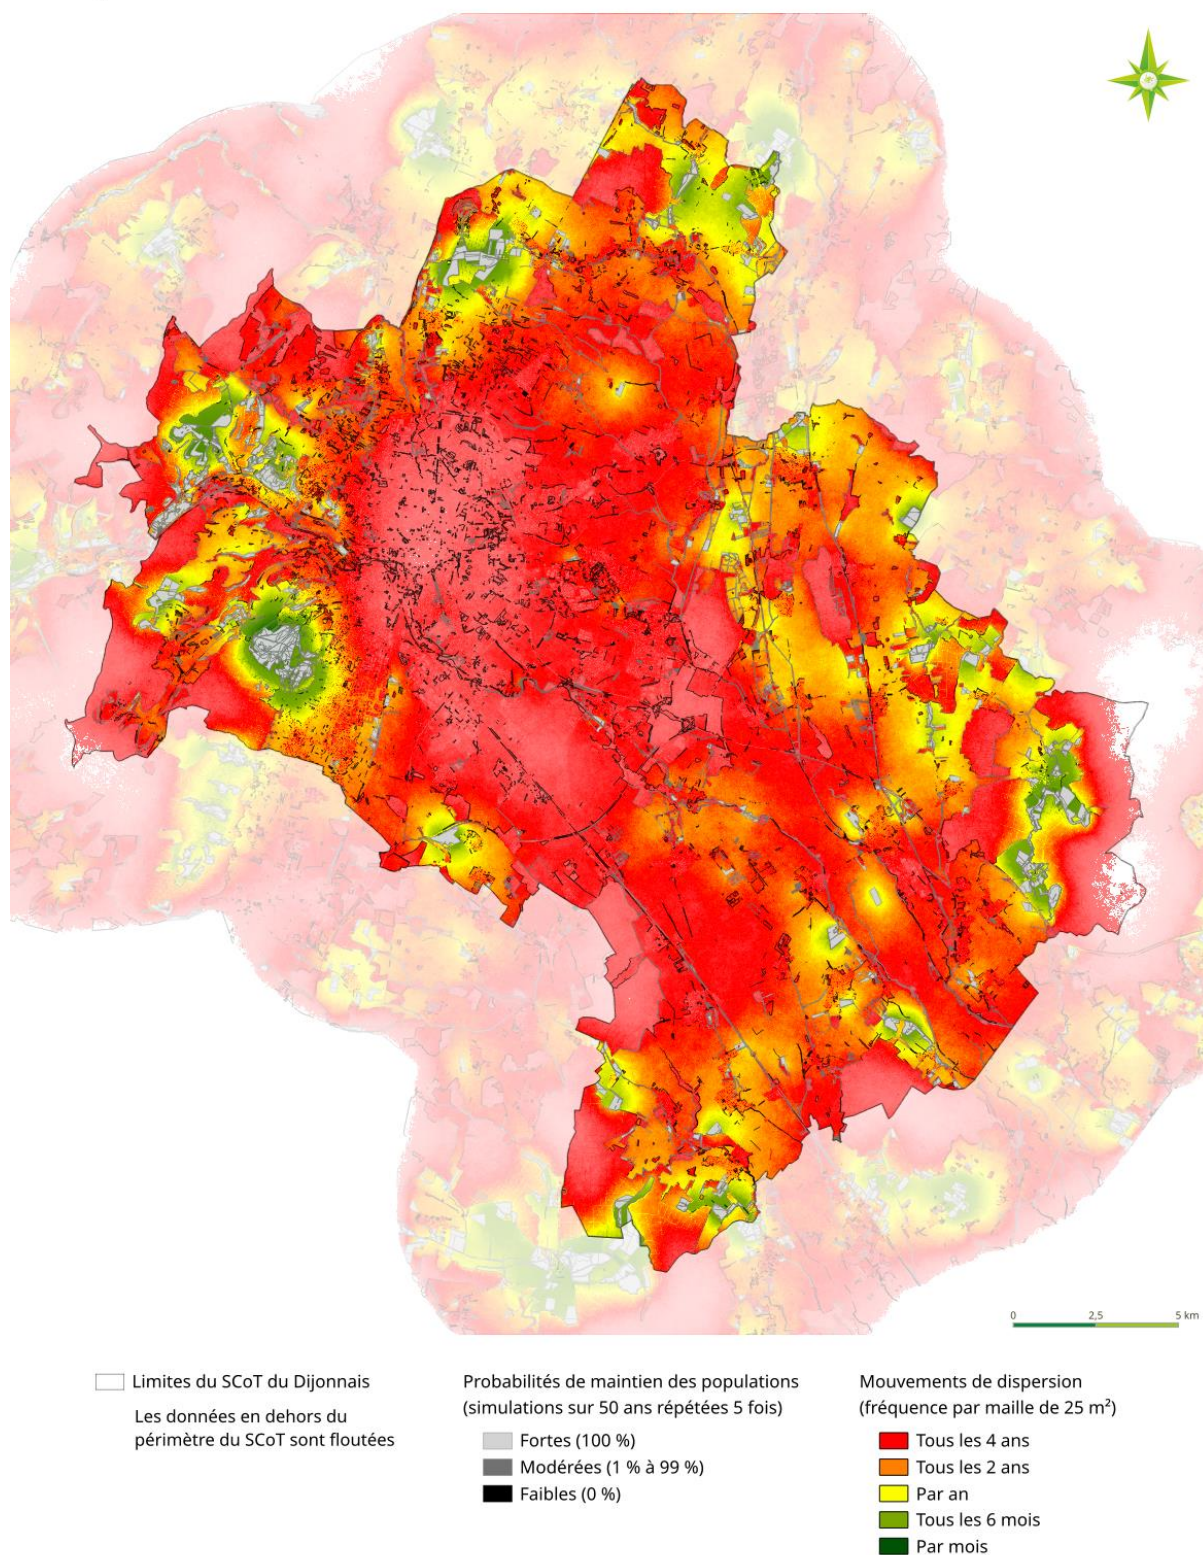 0 2,5 5 km
Limites du SCoT du Dijonnais
Les données en dehors du
périmètre du SCoT sont floutées
Probabilités de maintien des populations
(simulations sur 50 ans répétées 5 fois)
Fortes (100 %)
Modérées (1 % à 99 %)
Faibles (0 %)
Mouvements de dispersion
(fréquence par maille de 25 m²)
Tous les 4 ans
Tous les 2 ans
Par an
Tous les 6 mois
Par mois